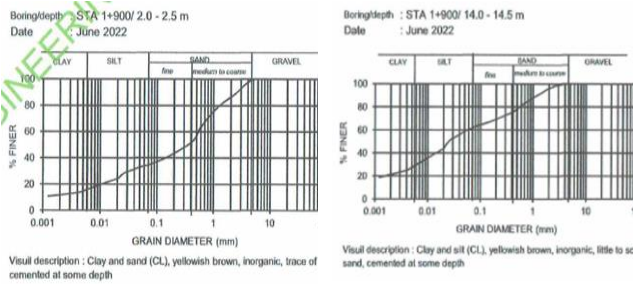 Boring/depth : STA 1+900/ 2.0 - 2.5 m
Date : June 2022
CLAY SILT SAND GRAVEL
fine medium to coarse
100
80
60
40
20
0
% FINER
0.001 0.01 0.1 1 10
GRAIN DIAMETER (mm)
Visuil description : Clay and sand (CL), yellowish brown, inorganic, trace of
cemented at some depth
Boring/depth : STA 1+900/ 14.0 - 14.5 m
Date : June 2022
CLAY SILT SAND GRAVEL
fine medium to coarse
100
80
60
40
20
0
% FINER
0.001 0.01 0.1 1 10
GRAIN DIAMETER (mm)
Visuil description : Clay and silt (CL), yellowish brown, inorganic, little to
sand, cemented at some depth